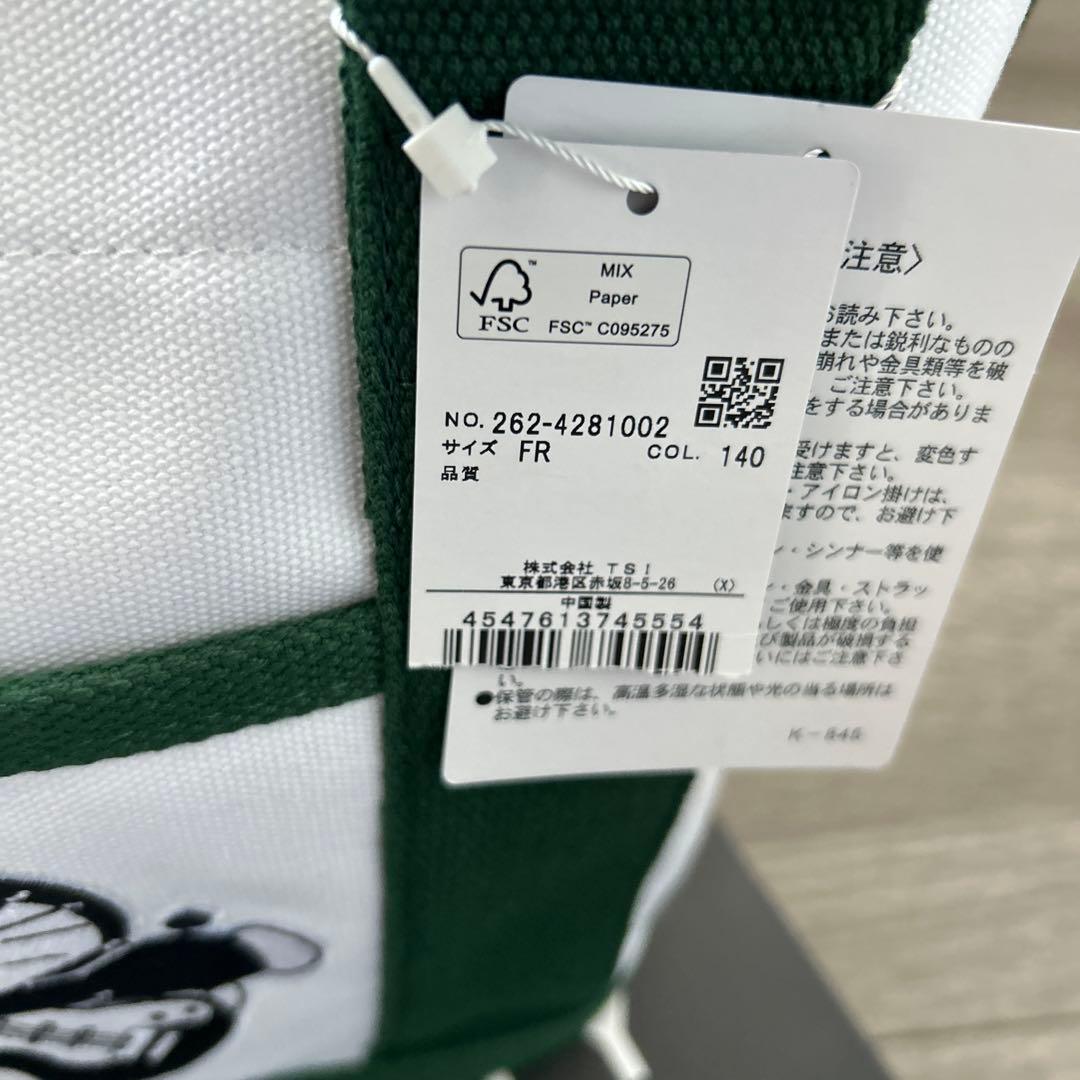 MIX
Paper
FSC™ C095275
FSC
NO. 262-4281002
サイズ FR COL. 140
品質
株式会社 TSI
東京都港区赤坂8-5-26 (X)
中国製
4547613745554
注意〉
お読み下さい。
または鋭利なものの
崩れや金具類等を破
ご注意下さい。
をする場合がありま
受けますと、変色す
注意下さい。
・アイロン掛けは、
ますので、お避け下
ン・シンナー等を使
ン・金具・ストラッ
ご使用下さい。
しくは極度の負担
び製品が破損する
いにはご注意下さ
い。
●保管の際は、高温多湿な状態や光の当る場所は
お避け下さい。
K-545